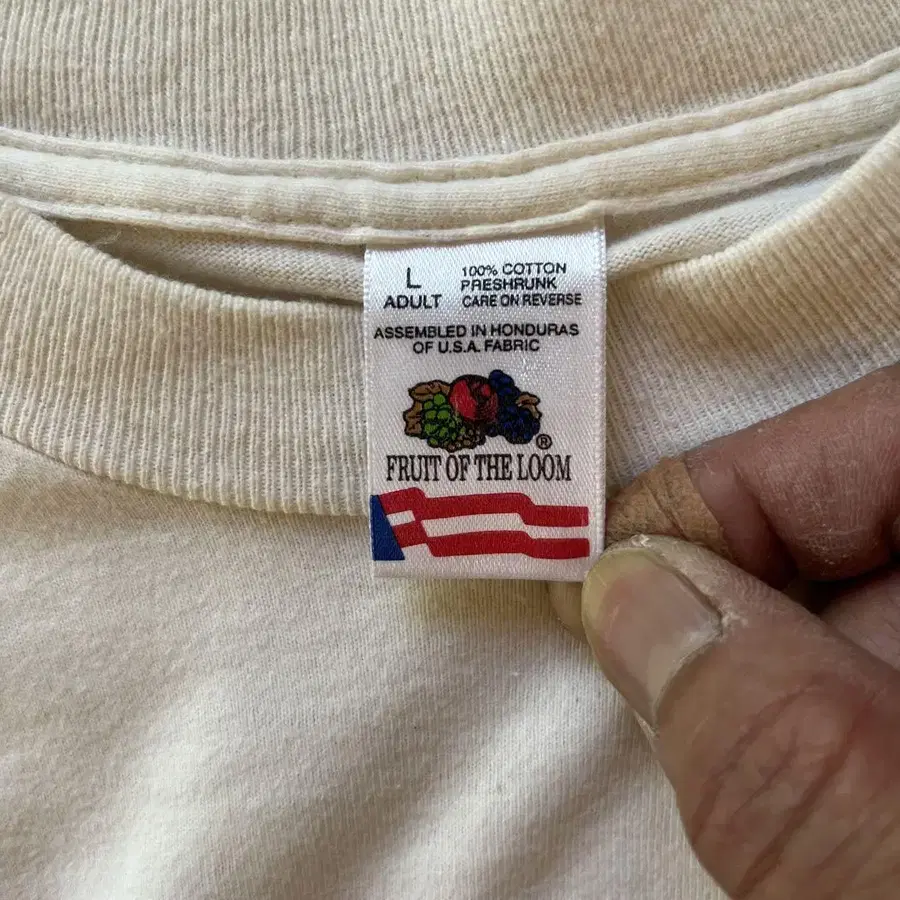 L
ADULT
100% COTTON
PRESHRUNK
CARE ON REVERSE
ASSEMBLED IN HONDURAS
OF U.S.A. FABRIC
®
FRUIT OF THE LOOM